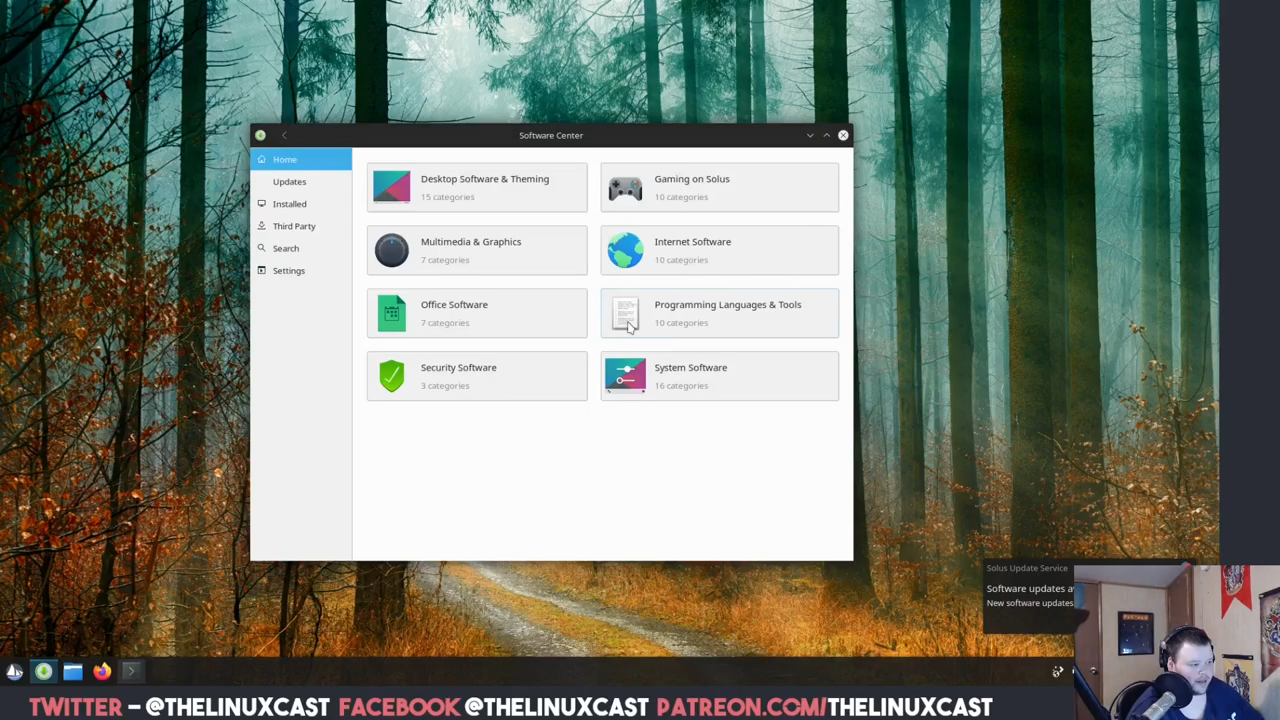 Software Center
Home
Updates
Installed
Third Party
Search
Settings
Desktop Software & Theming
15 categories
Gaming on Solus
10 categories
Multimedia & Graphics
7 categories
Internet Software
10 categories
Office Software
7 categories
Programming Languages & Tools
10 categories
Security Software
3 categories
System Software
16 categories
Solus Update Service
Software updates
New software updates
TWITTER - @THELINUXCAST FACEBOOK @THELINUXCAST PATREON.COM/THELINUXCAST